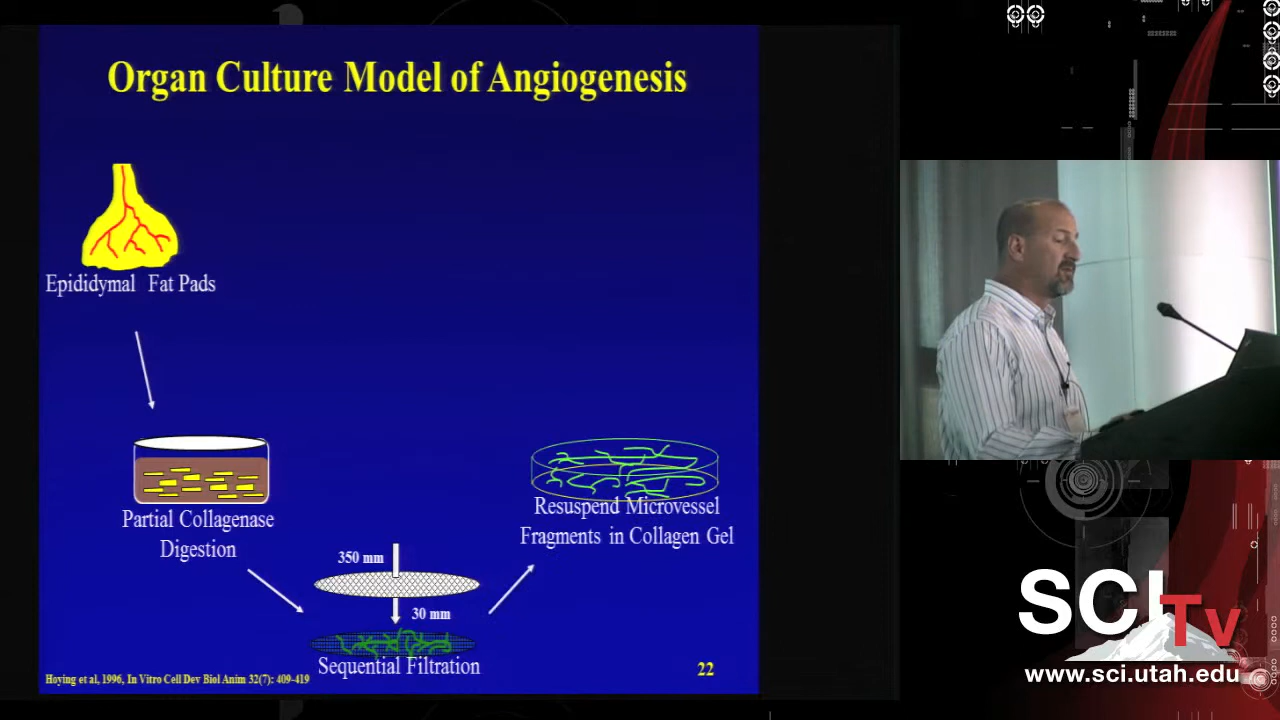 Organ Culture Model of Angiogenesis
Epididymal Fat Pads
Partial Collagenase
Digestion
350 mm
30 mm
Sequential Filtration
Resuspend Microvessel
Fragments in Collagen Gel
Hoying et al, 1996, In Vitro Cell Dev Biol Anim 32(7): 409-419
22
SCI
Tv
www.sci.utah.edu